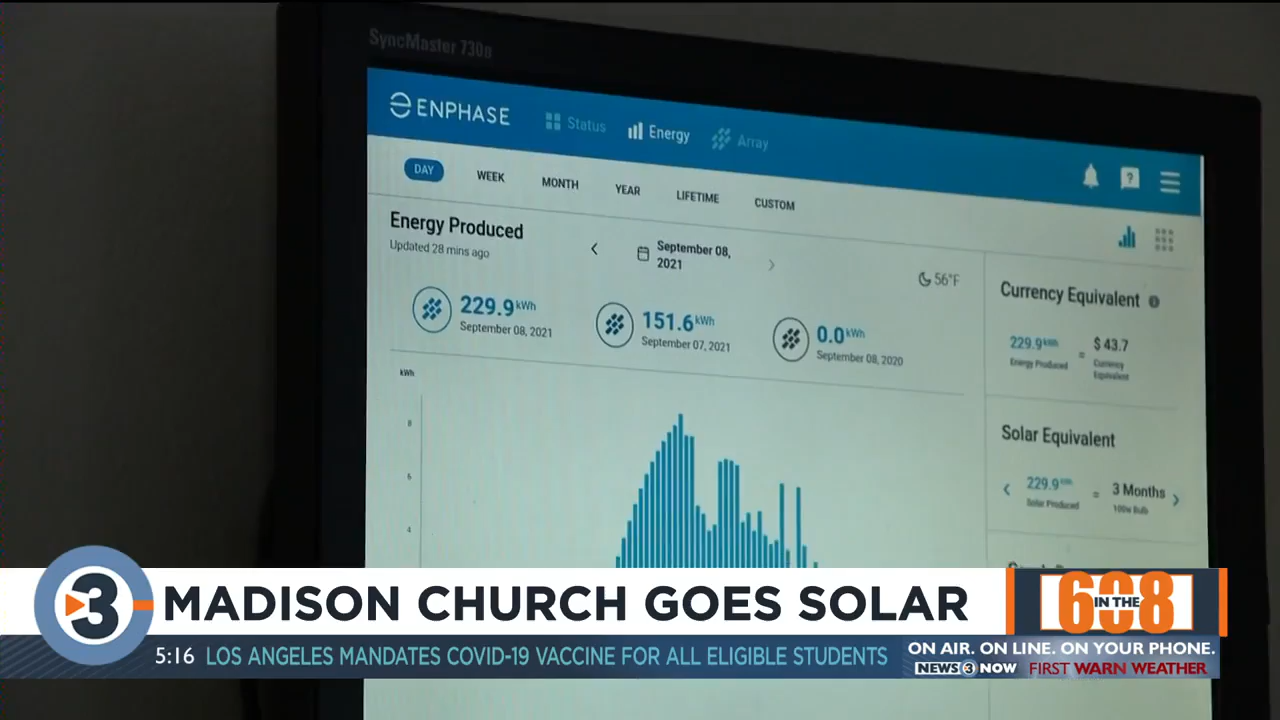 SyncMaster 730B
ENPHASE
Status
Energy
Array
DAY
WEEK
MONTH
YEAR
LIFETIME
CUSTOM
Energy Produced
Updated 28 mins ago
September 08,
2021
56°F
229.9 kWh
September 08, 2021
151.6 kWh
September 07, 2021
0.0 kWh
September 08, 2020
kWh
8
6
4
Currency Equivalent
229.9 kWh
Energy Produced
=
$ 43.7
Currency
Equivalent
Solar Equivalent
229.9 kWh
Solar Produced
=
3 Months
100w Bulb
3
MADISON CHURCH GOES SOLAR
608
IN THE
5:16 LOS ANGELES MANDATES COVID-19 VACCINE FOR ALL ELIGIBLE STUDENTS
ON AIR. ON LINE. ON YOUR PHONE.
NEWS 3 NOW FIRST WARN WEATHER